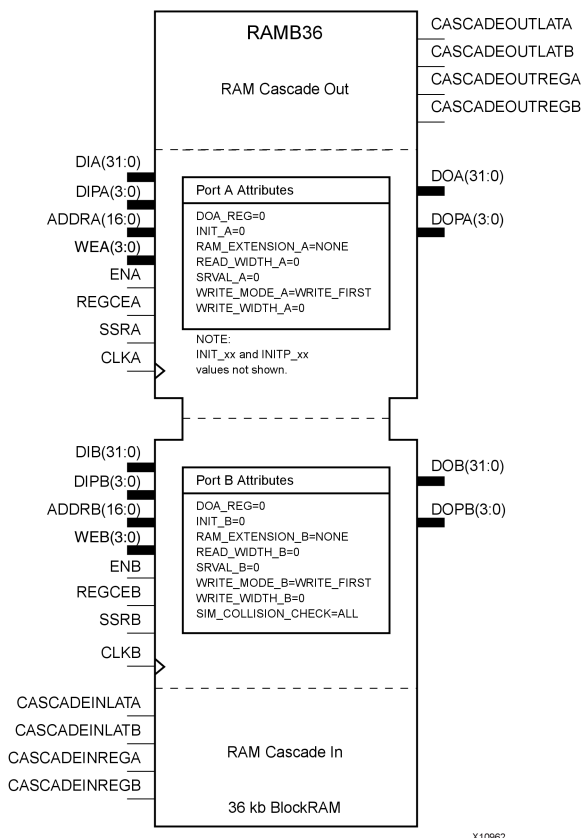 RAMB36
CASCADEOUTLATA
CASCADEOUTLATB
CASCADEOUTREGA
CASCADEOUTREGB
RAM Cascade Out
DIA(31:0)
DIPA(3:0)
ADDRA(16:0)
WEA(3:0)
ENA
REGCEA
SSRA
CLKA
Port A Attributes
DOA_REG=0
INIT_A=0
RAM_EXTENSION_A=NONE
READ_WIDTH_A=0
SRVAL_A=0
WRITE_MODE_A=WRITE_FIRST
WRITE_WIDTH_A=0
NOTE:
INIT_xx and INITP_xx
values not shown.
DOA(31:0)
DOPA(3:0)
DIB(31:0)
DIPB(3:0)
ADDRB(16:0)
WEB(3:0)
ENB
REGCEB
SSRB
CLKB
Port B Attributes
DOA_REG=0
INIT_B=0
RAM_EXTENSION_B=NONE
READ_WIDTH_B=0
SRVAL_B=0
WRITE_MODE_B=WRITE_FIRST
WRITE_WIDTH_B=0
SIM_COLLISION_CHECK=ALL
DOB(31:0)
DOPB(3:0)
CASCADEINLATA
CASCADEINLATB
CASCADEINREGA
CASCADEINREGB
RAM Cascade In
36 kb BlockRAM
X10962